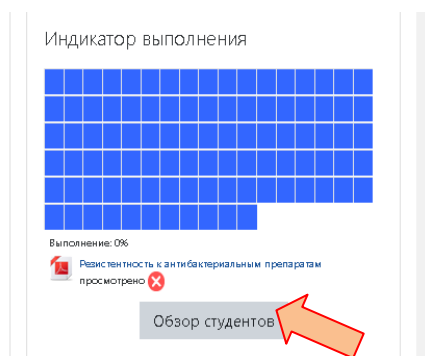 Индикатор выполнения
Выполнение: 0%
Резистентность к антибактериальным препаратам
просмотрено
Обзор студентов